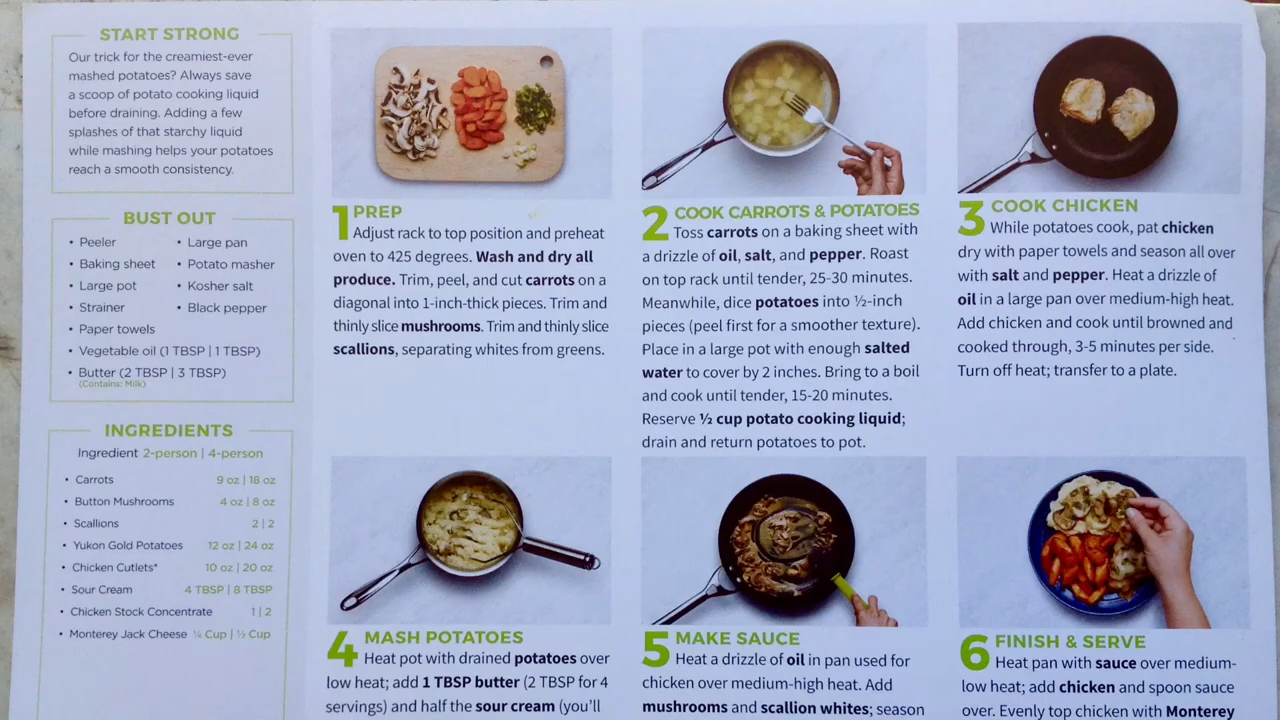 START STRONG
Our trick for the creamiest-ever
mashed potatoes? Always save
a scoop of potato cooking liquid
before draining. Adding a few
splashes of that starchy liquid
while mashing helps your potatoes
reach a smooth consistency.
BUST OUT
• Peeler
• Baking sheet
• Large pot
• Strainer
• Paper towels
• Large pan
• Potato masher
• Kosher salt
• Black pepper
• Vegetable oil (1 TBSP | 1 TBSP)
• Butter (2 TBSP | 3 TBSP)
(Contains: Milk)
INGREDIENTS
Ingredient 2-person | 4-person
• Carrots 9 oz | 18 oz
• Button Mushrooms 4 oz | 8 oz
• Scallions 2 | 2
• Yukon Gold Potatoes 12 oz | 24 oz
• Chicken Cutlets* 10 oz | 20 oz
• Sour Cream 4 TBSP | 8 TBSP
• Chicken Stock Concentrate 1 | 2
• Monterey Jack Cheese ¼ Cup | ½ Cup
1 PREP
Adjust rack to top position and preheat
oven to 425 degrees. Wash and dry all
produce. Trim, peel, and cut carrots on a
diagonal into 1-inch-thick pieces. Trim and
thinly slice mushrooms. Trim and thinly slice
scallions, separating whites from greens.
2 COOK CARROTS & POTATOES
Toss carrots on a baking sheet with
a drizzle of oil, salt, and pepper. Roast
on top rack until tender, 25-30 minutes.
Meanwhile, dice potatoes into ½-inch
pieces (peel first for a smoother texture).
Place in a large pot with enough salted
water to cover by 2 inches. Bring to a boil
and cook until tender, 15-20 minutes.
Reserve ½ cup potato cooking liquid;
drain and return potatoes to pot.
3 COOK CHICKEN
While potatoes cook, pat chicken
dry with paper towels and season all over
with salt and pepper. Heat a drizzle of
oil in a large pan over medium-high heat.
Add chicken and cook until browned and
cooked through, 3-5 minutes per side.
Turn off heat; transfer to a plate.
4 MASH POTATOES
Heat pot with drained potatoes over
low heat; add 1 TBSP butter (2 TBSP for 4
servings) and half the sour cream (you'll
5 MAKE SAUCE
Heat a drizzle of oil in pan used for
chicken over medium-high heat. Add
mushrooms and scallion whites; season
6 FINISH & SERVE
Heat pan with sauce over medium-
low heat; add chicken and spoon sauce
over. Evenly top chicken with Monterey